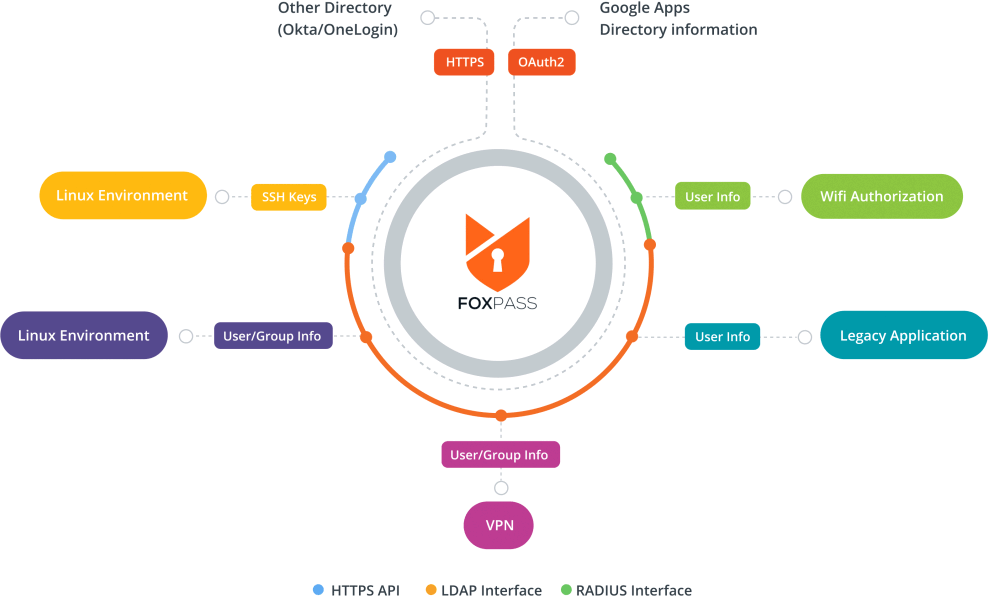 Other Directory
(Okta/OneLogin)
Google Apps
Directory information
HTTPS
OAuth2
Linux Environment
SSH Keys
User Info
Wifi Authorization
FOXPASS
Linux Environment
User/Group Info
User Info
Legacy Application
User/Group Info
VPN
HTTPS API
LDAP Interface
RADIUS Interface